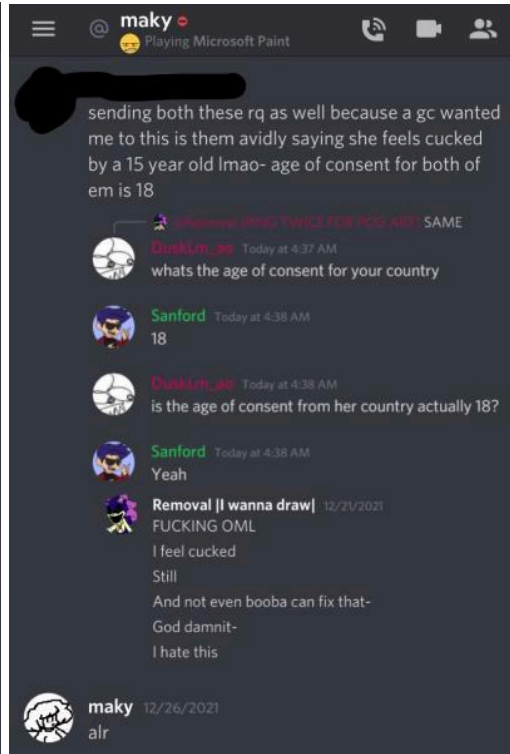 @ maky
Playing Microsoft Paint
sending both these rq as well because a gc wanted
me to this is them avidly saying she feels cucked
by a 15 year old lmao- age of consent for both of
em is 18
SAME
DuskLm_ao Today at 4:37 AM
whats the age of consent for your country
Sanford Today at 4:38 AM
18
DuskLm_ao Today at 4:38 AM
is the age of consent from her country actually 18?
Sanford Today at 4:38 AM
Yeah
Removal |I wanna draw| 12/21/2021
FUCKING OML
I feel cucked
Still
And not even booba can fix that-
God damnit-
I hate this
maky 12/26/2021
alr